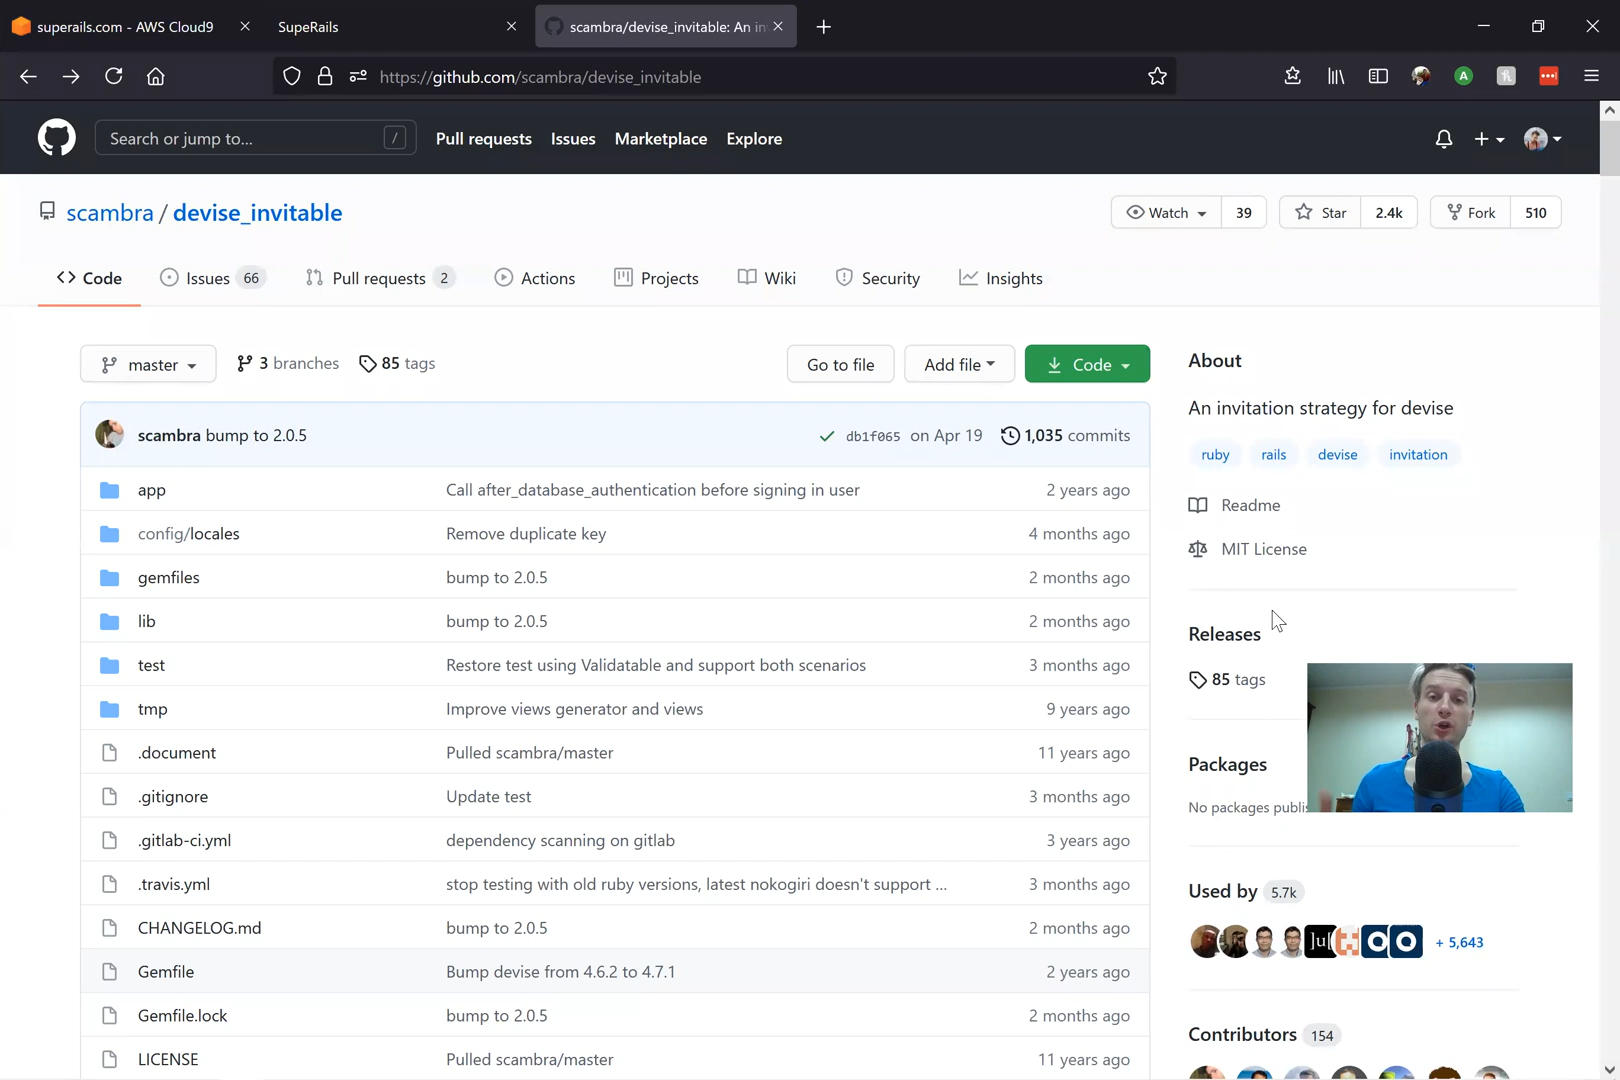 superails.com - AWS Cloud9
SupeRails
scambra/devise_invitable: An in
https://github.com/scambra/devise_invitable
A
Search or jump to...
/
Pull requests
Issues
Marketplace
Explore
scambra / devise_invitable
Watch
39
Star
2.4k
Fork
510
Code
Issues 66
Pull requests 2
Actions
Projects
Wiki
Security
Insights
master
3 branches
85 tags
Go to file
Add file
Code
scambra bump to 2.0.5
db1f065 on Apr 19
1,035 commits
app Call after_database_authentication before signing in user 2 years ago
config/locales Remove duplicate key 4 months ago
gemfiles bump to 2.0.5 2 months ago
lib bump to 2.0.5 2 months ago
test Restore test using Validatable and support both scenarios 3 months ago
tmp Improve views generator and views 9 years ago
.document Pulled scambra/master 11 years ago
.gitignore Update test 3 months ago
.gitlab-ci.yml dependency scanning on gitlab 3 years ago
.travis.yml stop testing with old ruby versions, latest nokogiri doesn't support ... 3 months ago
CHANGELOG.md bump to 2.0.5 2 months ago
Gemfile Bump devise from 4.6.2 to 4.7.1 2 years ago
Gemfile.lock bump to 2.0.5 2 months ago
LICENSE Pulled scambra/master 11 years ago
About
An invitation strategy for devise
ruby
rails
devise
invitation
Readme
MIT License
Releases
85 tags
Packages
No packages publis
Used by 5.7k
+ 5,643
Contributors 154